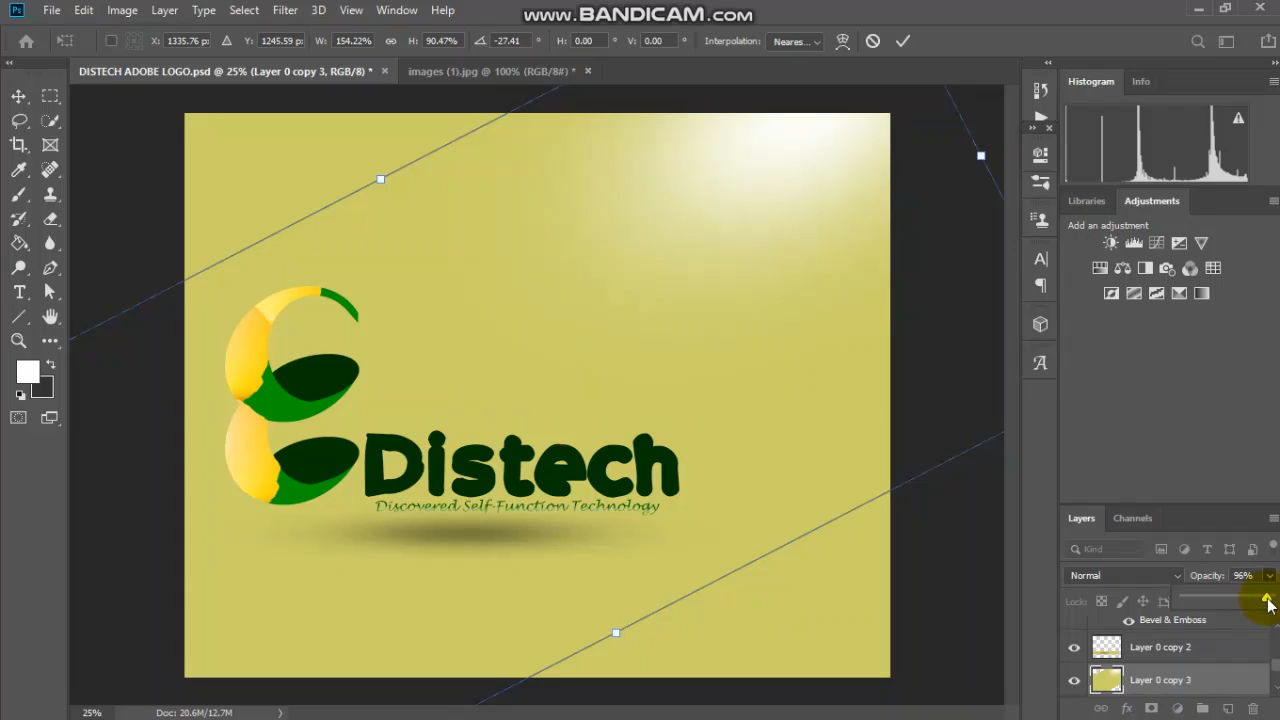 www.BANDICAM.com
Ps File Edit Image Layer Type Select Filter 3D View Window Help
X: 1335.76 p: Y: 1245.59 p: W: 154.22% H: 90.47% -27.41 ° H: 0.00 ° V: 0.00 ° Interpolation: Neares...
DISTECH ADOBE LOGO.psd @ 25% (Layer 0 copy 3, RGB/8) * × images (1).jpg @ 100% (RGB/8#) * ×
Histogram Info
Libraries Adjustments
Add an adjustment
Distech
Discovered Self-Function Technology
Layers Channels
Kind
Normal Opacity: 96%
Lock:
Bevel & Emboss
Layer 0 copy 2
Layer 0 copy 3
25% Doc: 20.6M/12.7M